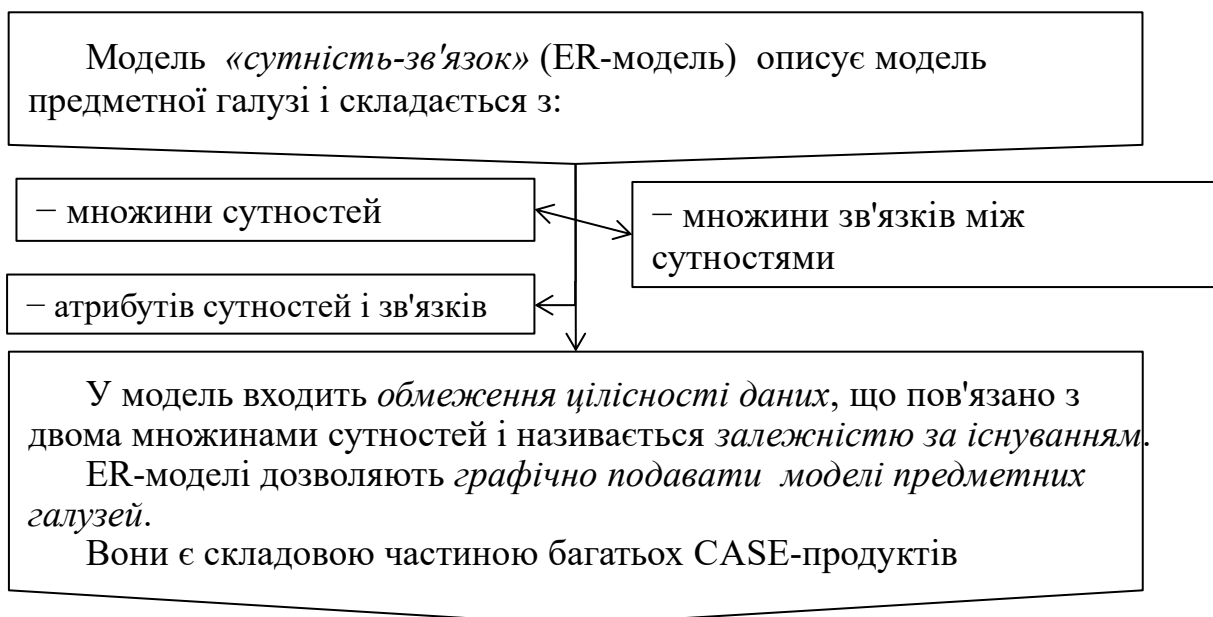 Модель «сутність-зв'язок» (ER-модель) описує модель
предметної галузі і складається з:
− множини сутностей
− множини зв'язків між
сутностями
− атрибутів сутностей і зв'язків
У модель входить обмеження цілісності даних, що пов'язано з
двома множинами сутностей і називається залежністю за існуванням.
ER-моделі дозволяють графічно подавати моделі предметних
галузей.
Вони є складовою частиною багатьох CASE-продуктів